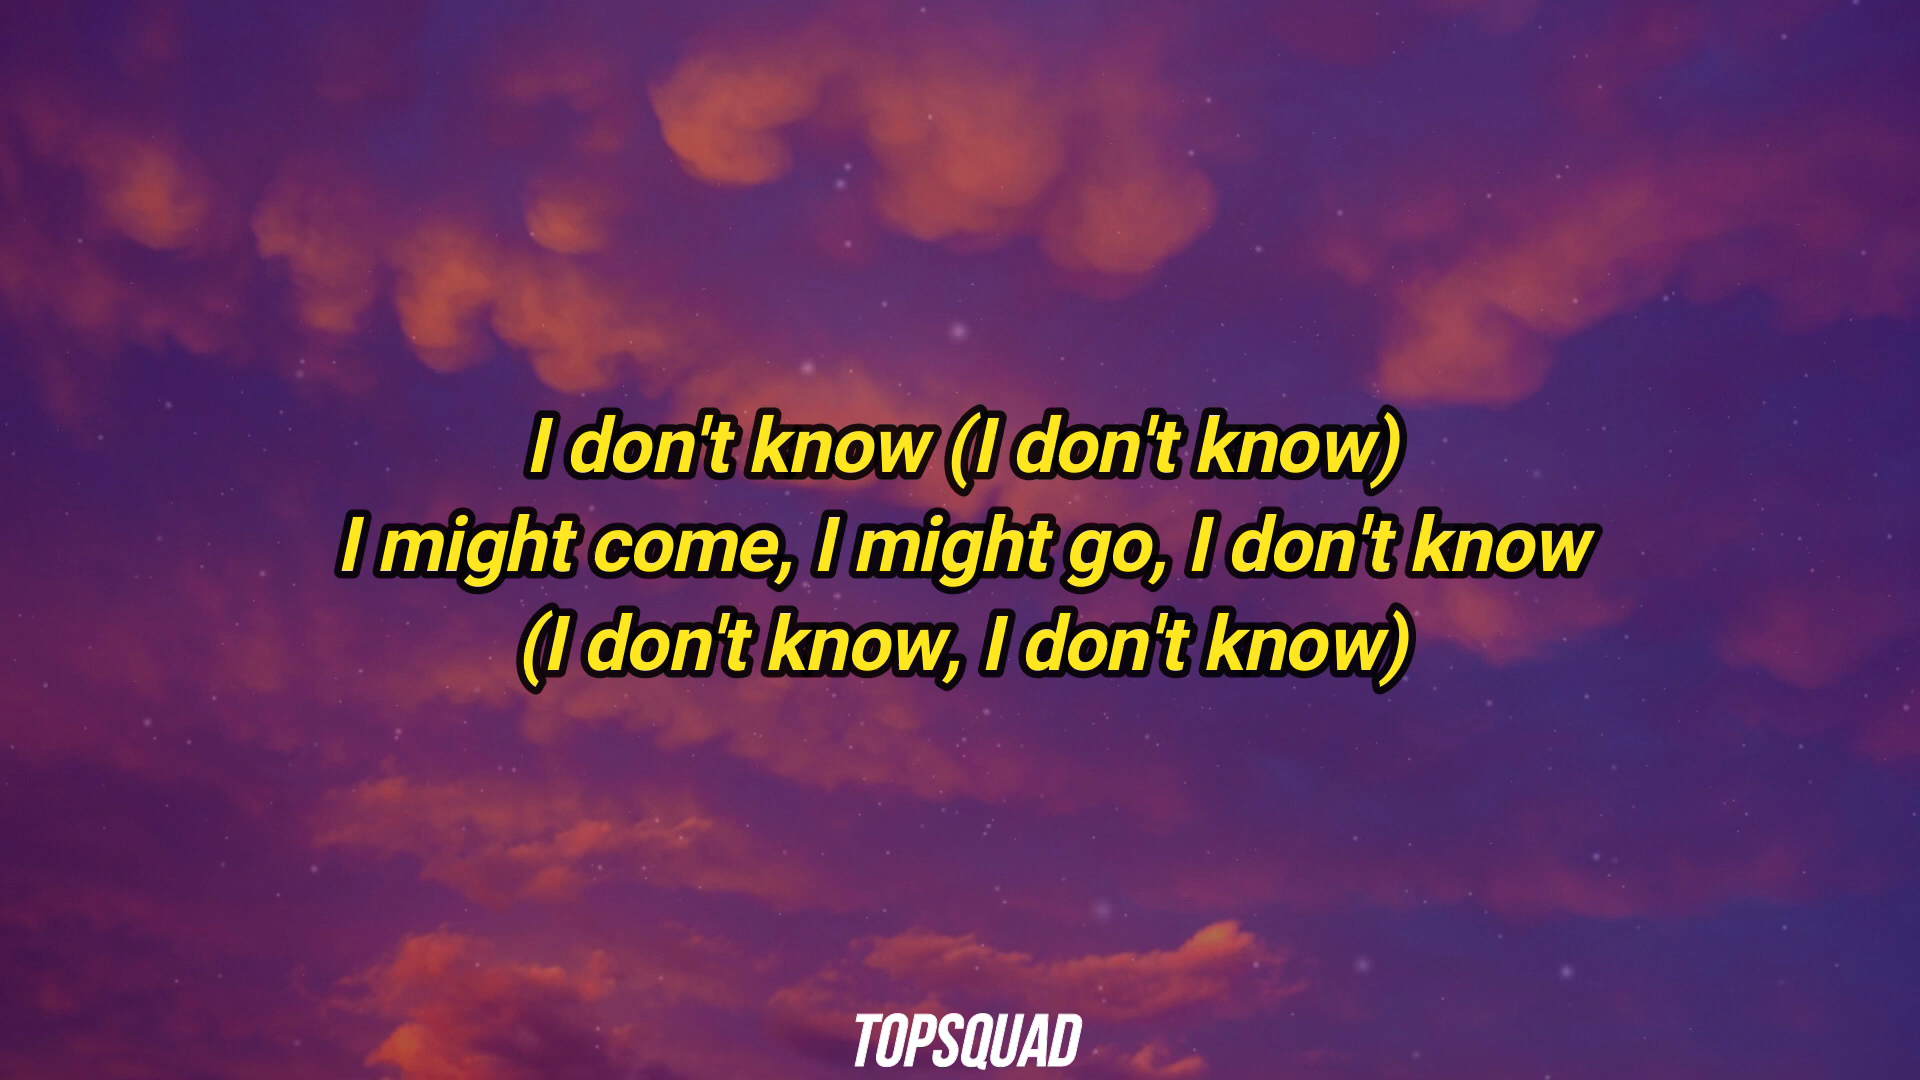 I don't know (I don't know)
I might come, I might go, I don't know
(I don't know, I don't know)
TOPSQUAD